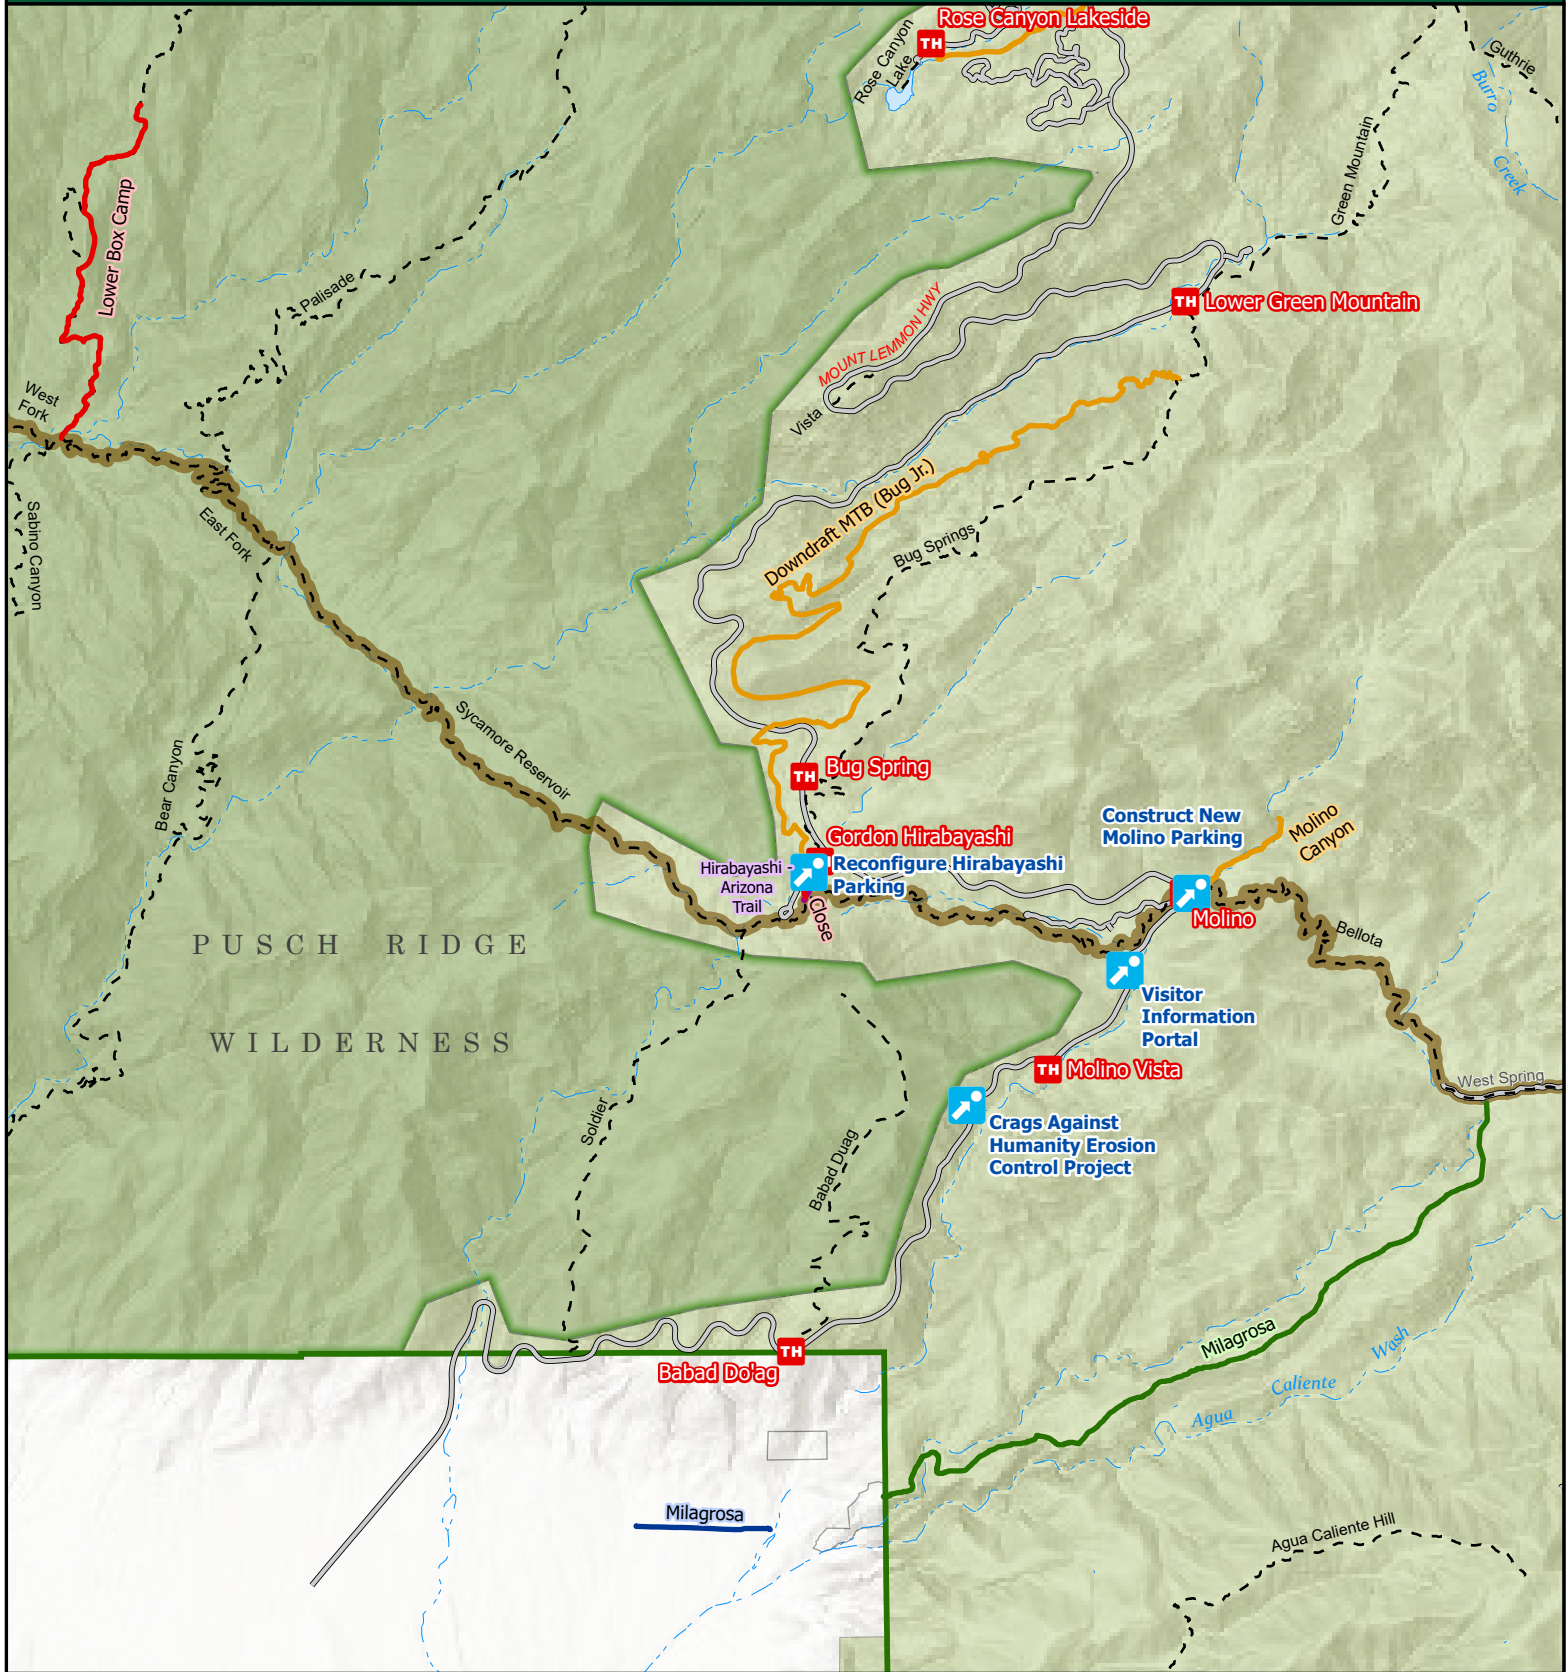 Rose Canyon Lakeside
TH
Rose Canyon
Lake
Guthrie
Burro
Creek
Green Mountain
Lower Box Camp
Palisade
MOUNT LEMMON HWY
TH
Lower Green Mountain
Vista
West
Fork
Sabino Canyon
East Fork
Downdraft MTB (Bug Jr.)
Bug Springs
Sycamore Reservoir
Bear Canyon
TH
Bug Spring
Construct New
Molino Parking
Molino
Canyon
Gordon Hirabayashi
Reconfigure Hirabayashi
Parking
Hirabayashi -
Arizona
Trail
Close
Molino
Bellota
PUSCH RIDGE
WILDERNESS
Visitor
Information
Portal
TH
Molino Vista
West Spring
Crags Against
Humanity Erosion
Control Project
Soldier
Babad Duag
Milagrosa
Agua
Caliente
Wash
TH
Babad Do'ag
Milagrosa
Agua Caliente Hill